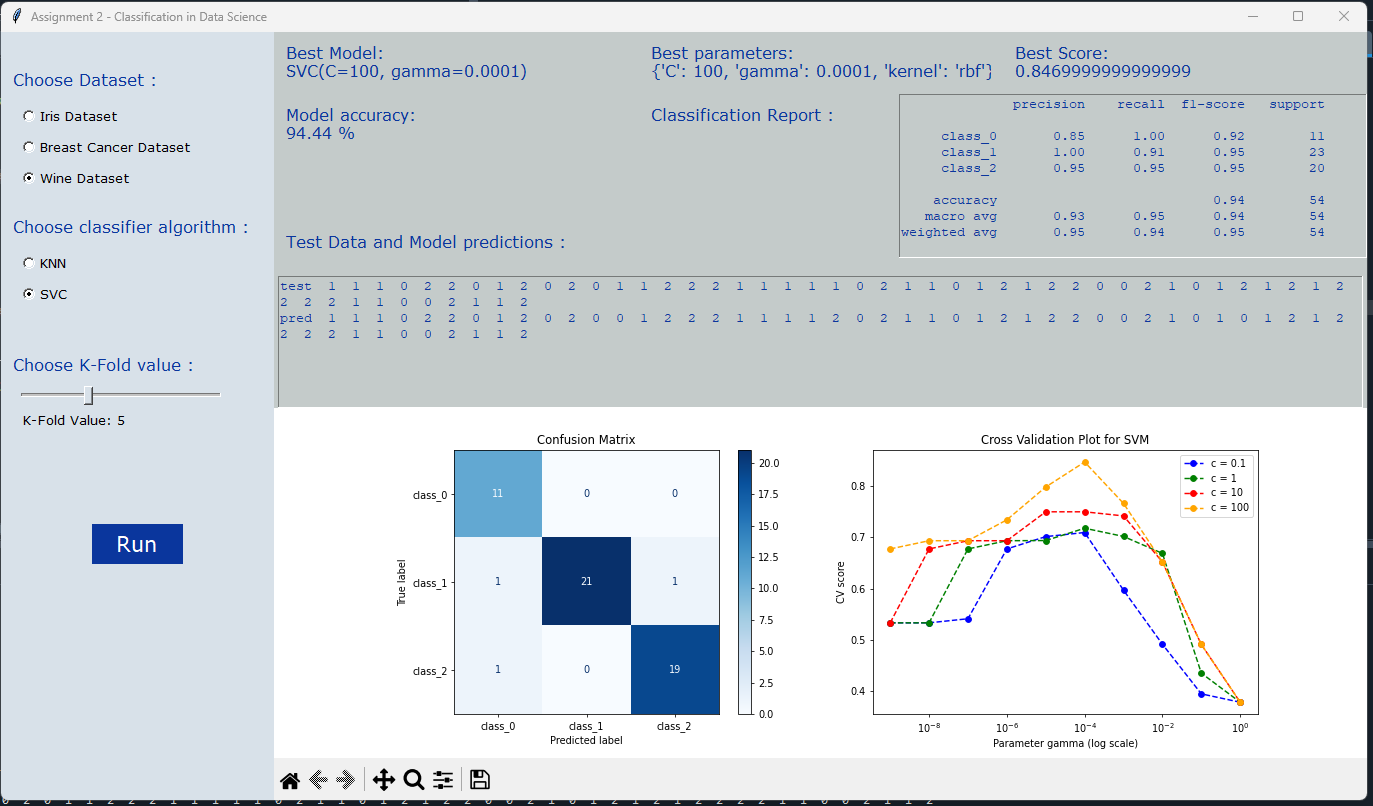 Assignment 2 - Classification in Data Science
Choose Dataset :
Iris Dataset
Breast Cancer Dataset
Wine Dataset
Choose classifier algorithm :
KNN
SVC
Choose K-Fold value :
K-Fold Value: 5
Run
Best Model:
SVC(C=100, gamma=0.0001)
Best parameters:
{'C': 100, 'gamma': 0.0001, 'kernel': 'rbf'}
Best Score:
0.8469999999999999
Model accuracy:
94.44 %
Classification Report :
precision recall f1-score support
class_0 0.85 1.00 0.92 11
class_1 1.00 0.91 0.95 23
class_2 0.95 0.95 0.95 20
accuracy 0.94 54
macro avg 0.93 0.95 0.94 54
weighted avg 0.95 0.94 0.95 54
Test Data and Model predictions :
test 1 1 1 0 2 2 0 1 2 0 2 0 1 1 2 2 2 1 1 1 1 1 0 2 1 1 0 1 2 1 2 2 0 0 2 1 0 1 2 1 2 1 2
2 2 2 1 1 0 0 2 1 1 2
pred 1 1 1 0 2 2 0 1 2 0 2 0 0 1 2 2 2 1 1 1 1 2 0 2 1 1 0 1 2 1 2 2 0 0 2 1 0 1 0 1 2 1 2
2 2 2 1 1 0 0 2 1 1 2
Confusion Matrix
class_0 11 0 0
class_1 1 21 1
class_2 1 0 19
class_0 class_1 class_2
True label
Predicted label
20.0
17.5
15.0
12.5
10.0
7.5
5.0
2.5
0.0
Cross Validation Plot for SVM
c = 0.1
c = 1
c = 10
c = 100
0.8
0.7
0.6
0.5
0.4
CV score
10⁻⁸ 10⁻⁶ 10⁻⁴ 10⁻² 10⁰
Parameter gamma (log scale)